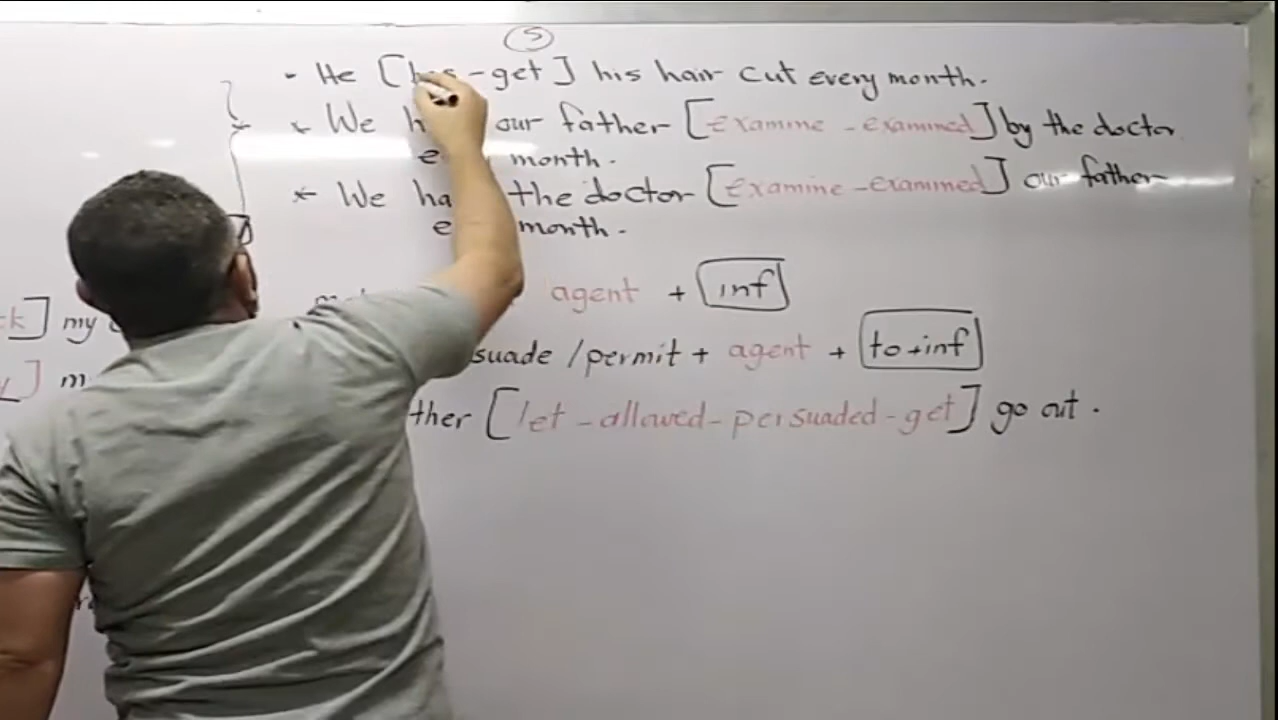 5
- He [has - get] his hair cut every month.
We our father [examine - examined] by the doctor
month.
We the doctor [examine - examined] our father
month.
agent + inf
suade / permit + agent + to + inf
ther [let - allowed - persuaded - get] go out.
ck] my
y] m